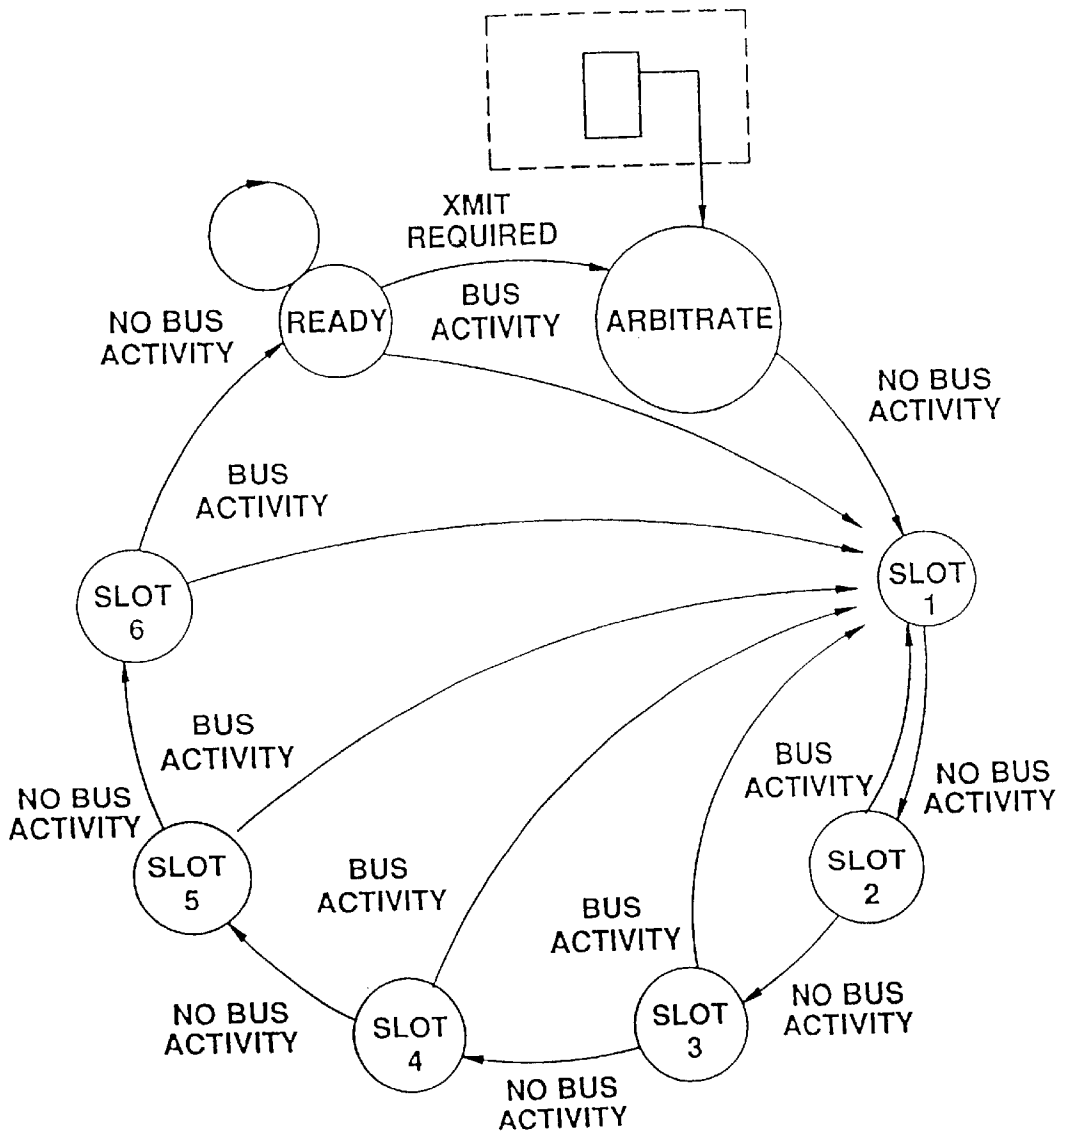 XMIT
REQUIRED
NO BUS
ACTIVITY
READY
BUS
ACTIVITY
ARBITRATE
NO BUS
ACTIVITY
BUS
ACTIVITY
SLOT
6
SLOT
1
BUS
ACTIVITY
NO BUS
ACTIVITY
BUS
ACTIVITY
NO BUS
ACTIVITY
SLOT
5
BUS
ACTIVITY
SLOT
2
BUS
ACTIVITY
NO BUS
ACTIVITY
SLOT
4
SLOT
3
NO BUS
ACTIVITY
NO BUS
ACTIVITY